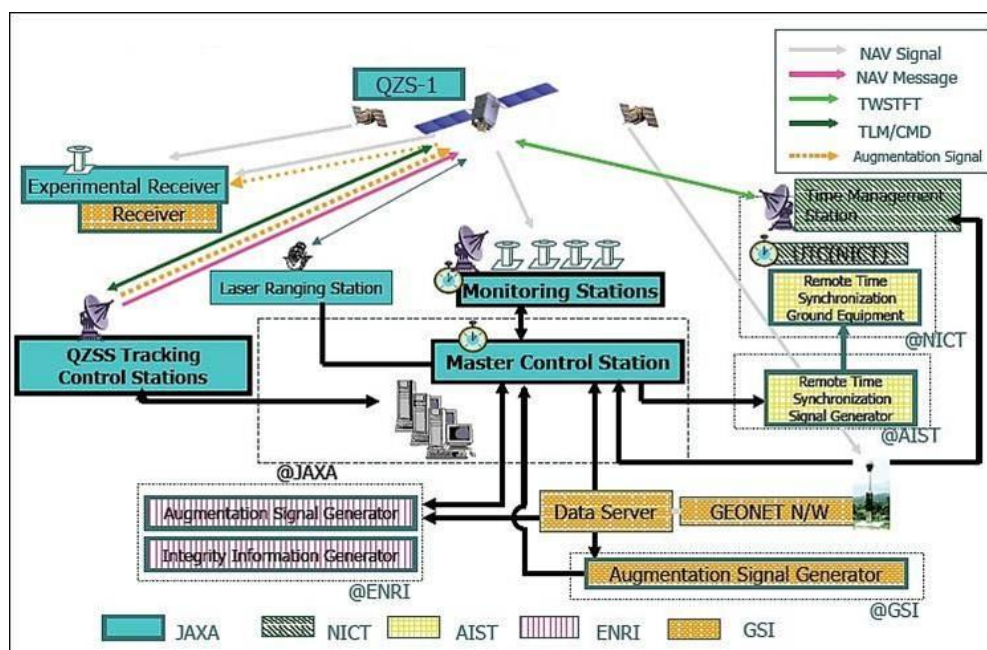 NAV Signal
NAV Message
TWSTFT
TLM/CMD
Augmentation Signal
QZS-1
Experimental Receiver
Receiver
Time Management
Station
UTC(NICT)
Laser Ranging Station
Monitoring Stations
Remote Time
Synchronization
Ground Equipment
@NICT
QZSS Tracking
Control Stations
Master Control Station
Remote Time
Synchronization
Signal Generator
@AIST
@JAXA
Augmentation Signal Generator
Integrity Information Generator
@ENRI
Data Server
GEONET N/W
Augmentation Signal Generator
@GSI
JAXA
NICT
AIST
ENRI
GSI